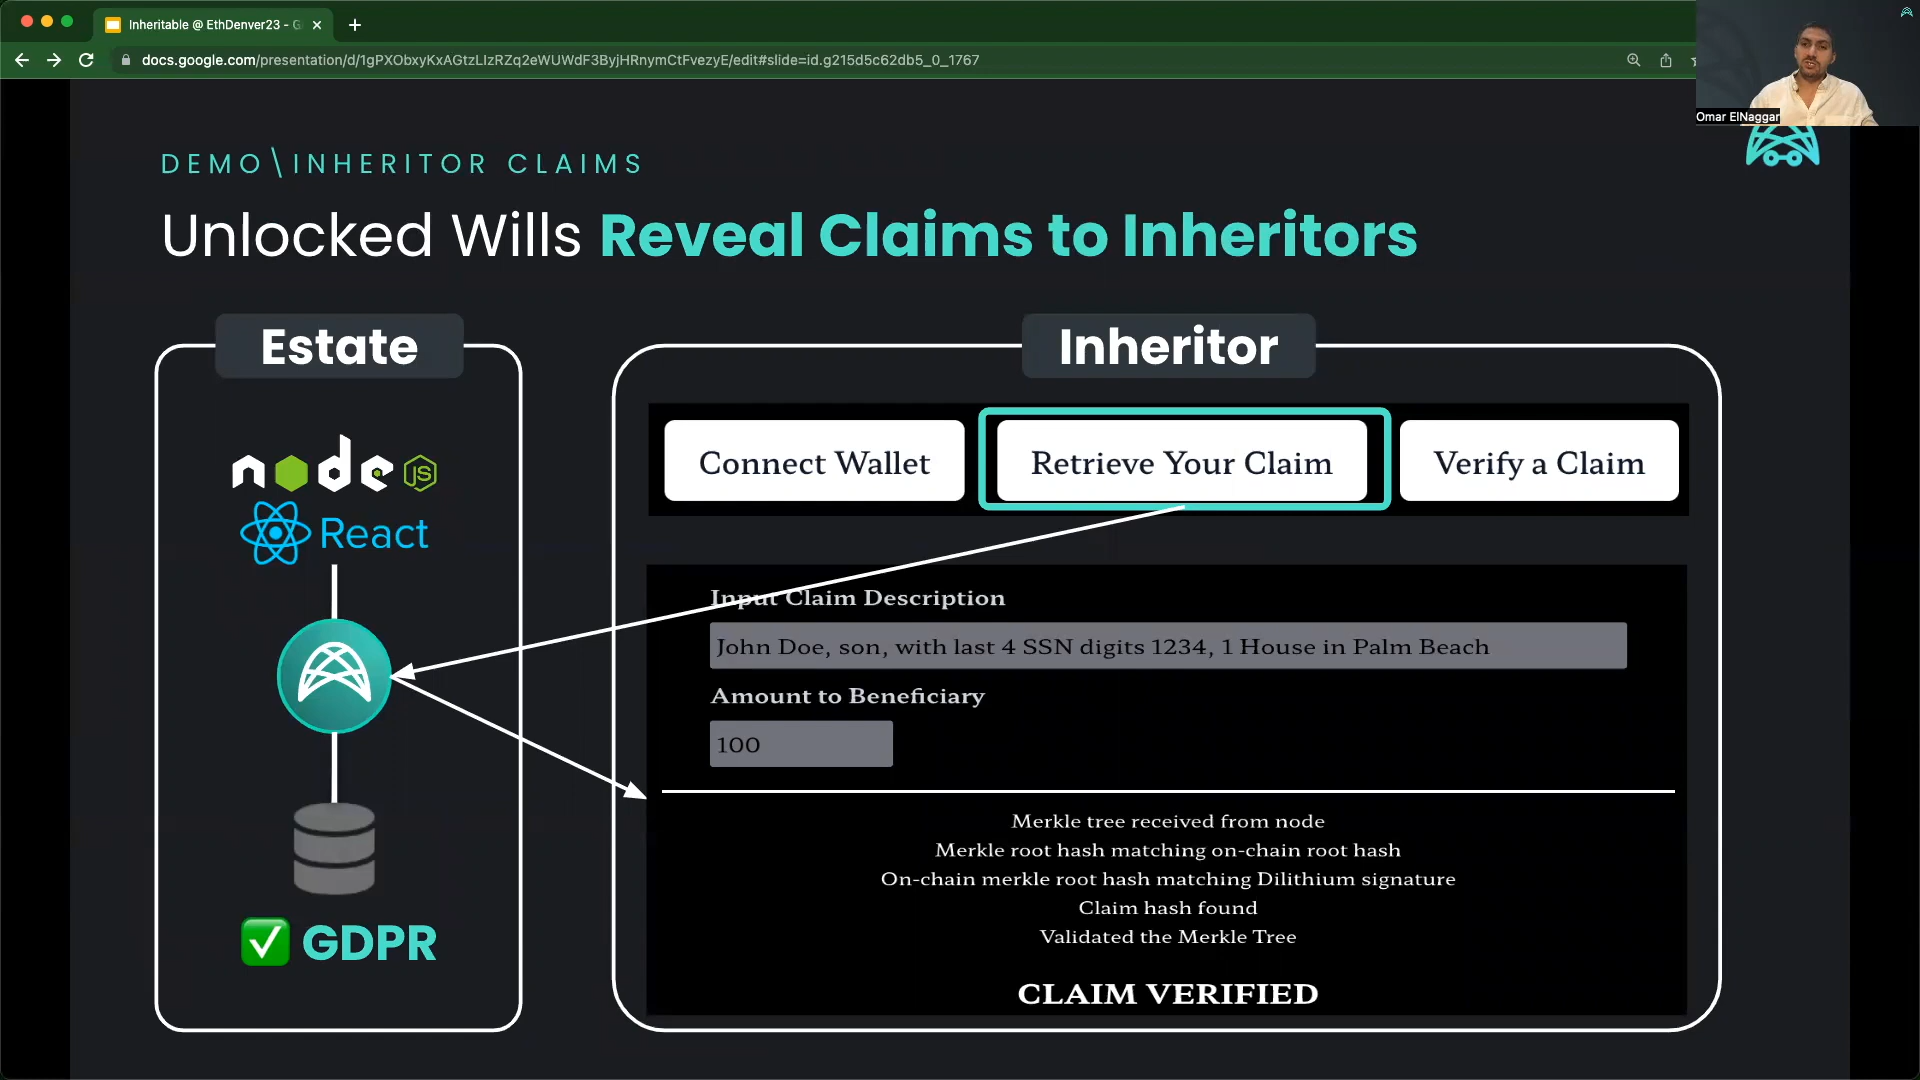 Inheritable @ EthDenver23 - G
docs.google.com/presentation/d/1gPXObxyKxAGtzLIzRZq2eWUWdF3ByjHRnymCtFvezyE/edit#slide=id.g215d5c62db5_0_1767
Omar ElNaggar
DEMO\INHERITOR CLAIMS
Unlocked Wills Reveal Claims to Inheritors
Estate
node
JS
React
GDPR
Inheritor
Connect Wallet
Retrieve Your Claim
Verify a Claim
Input Claim Description
John Doe, son, with last 4 SSN digits 1234, 1 House in Palm Beach
Amount to Beneficiary
100
Merkle tree received from node
Merkle root hash matching on-chain root hash
On-chain merkle root hash matching Dilithium signature
Claim hash found
Validated the Merkle Tree
CLAIM VERIFIED